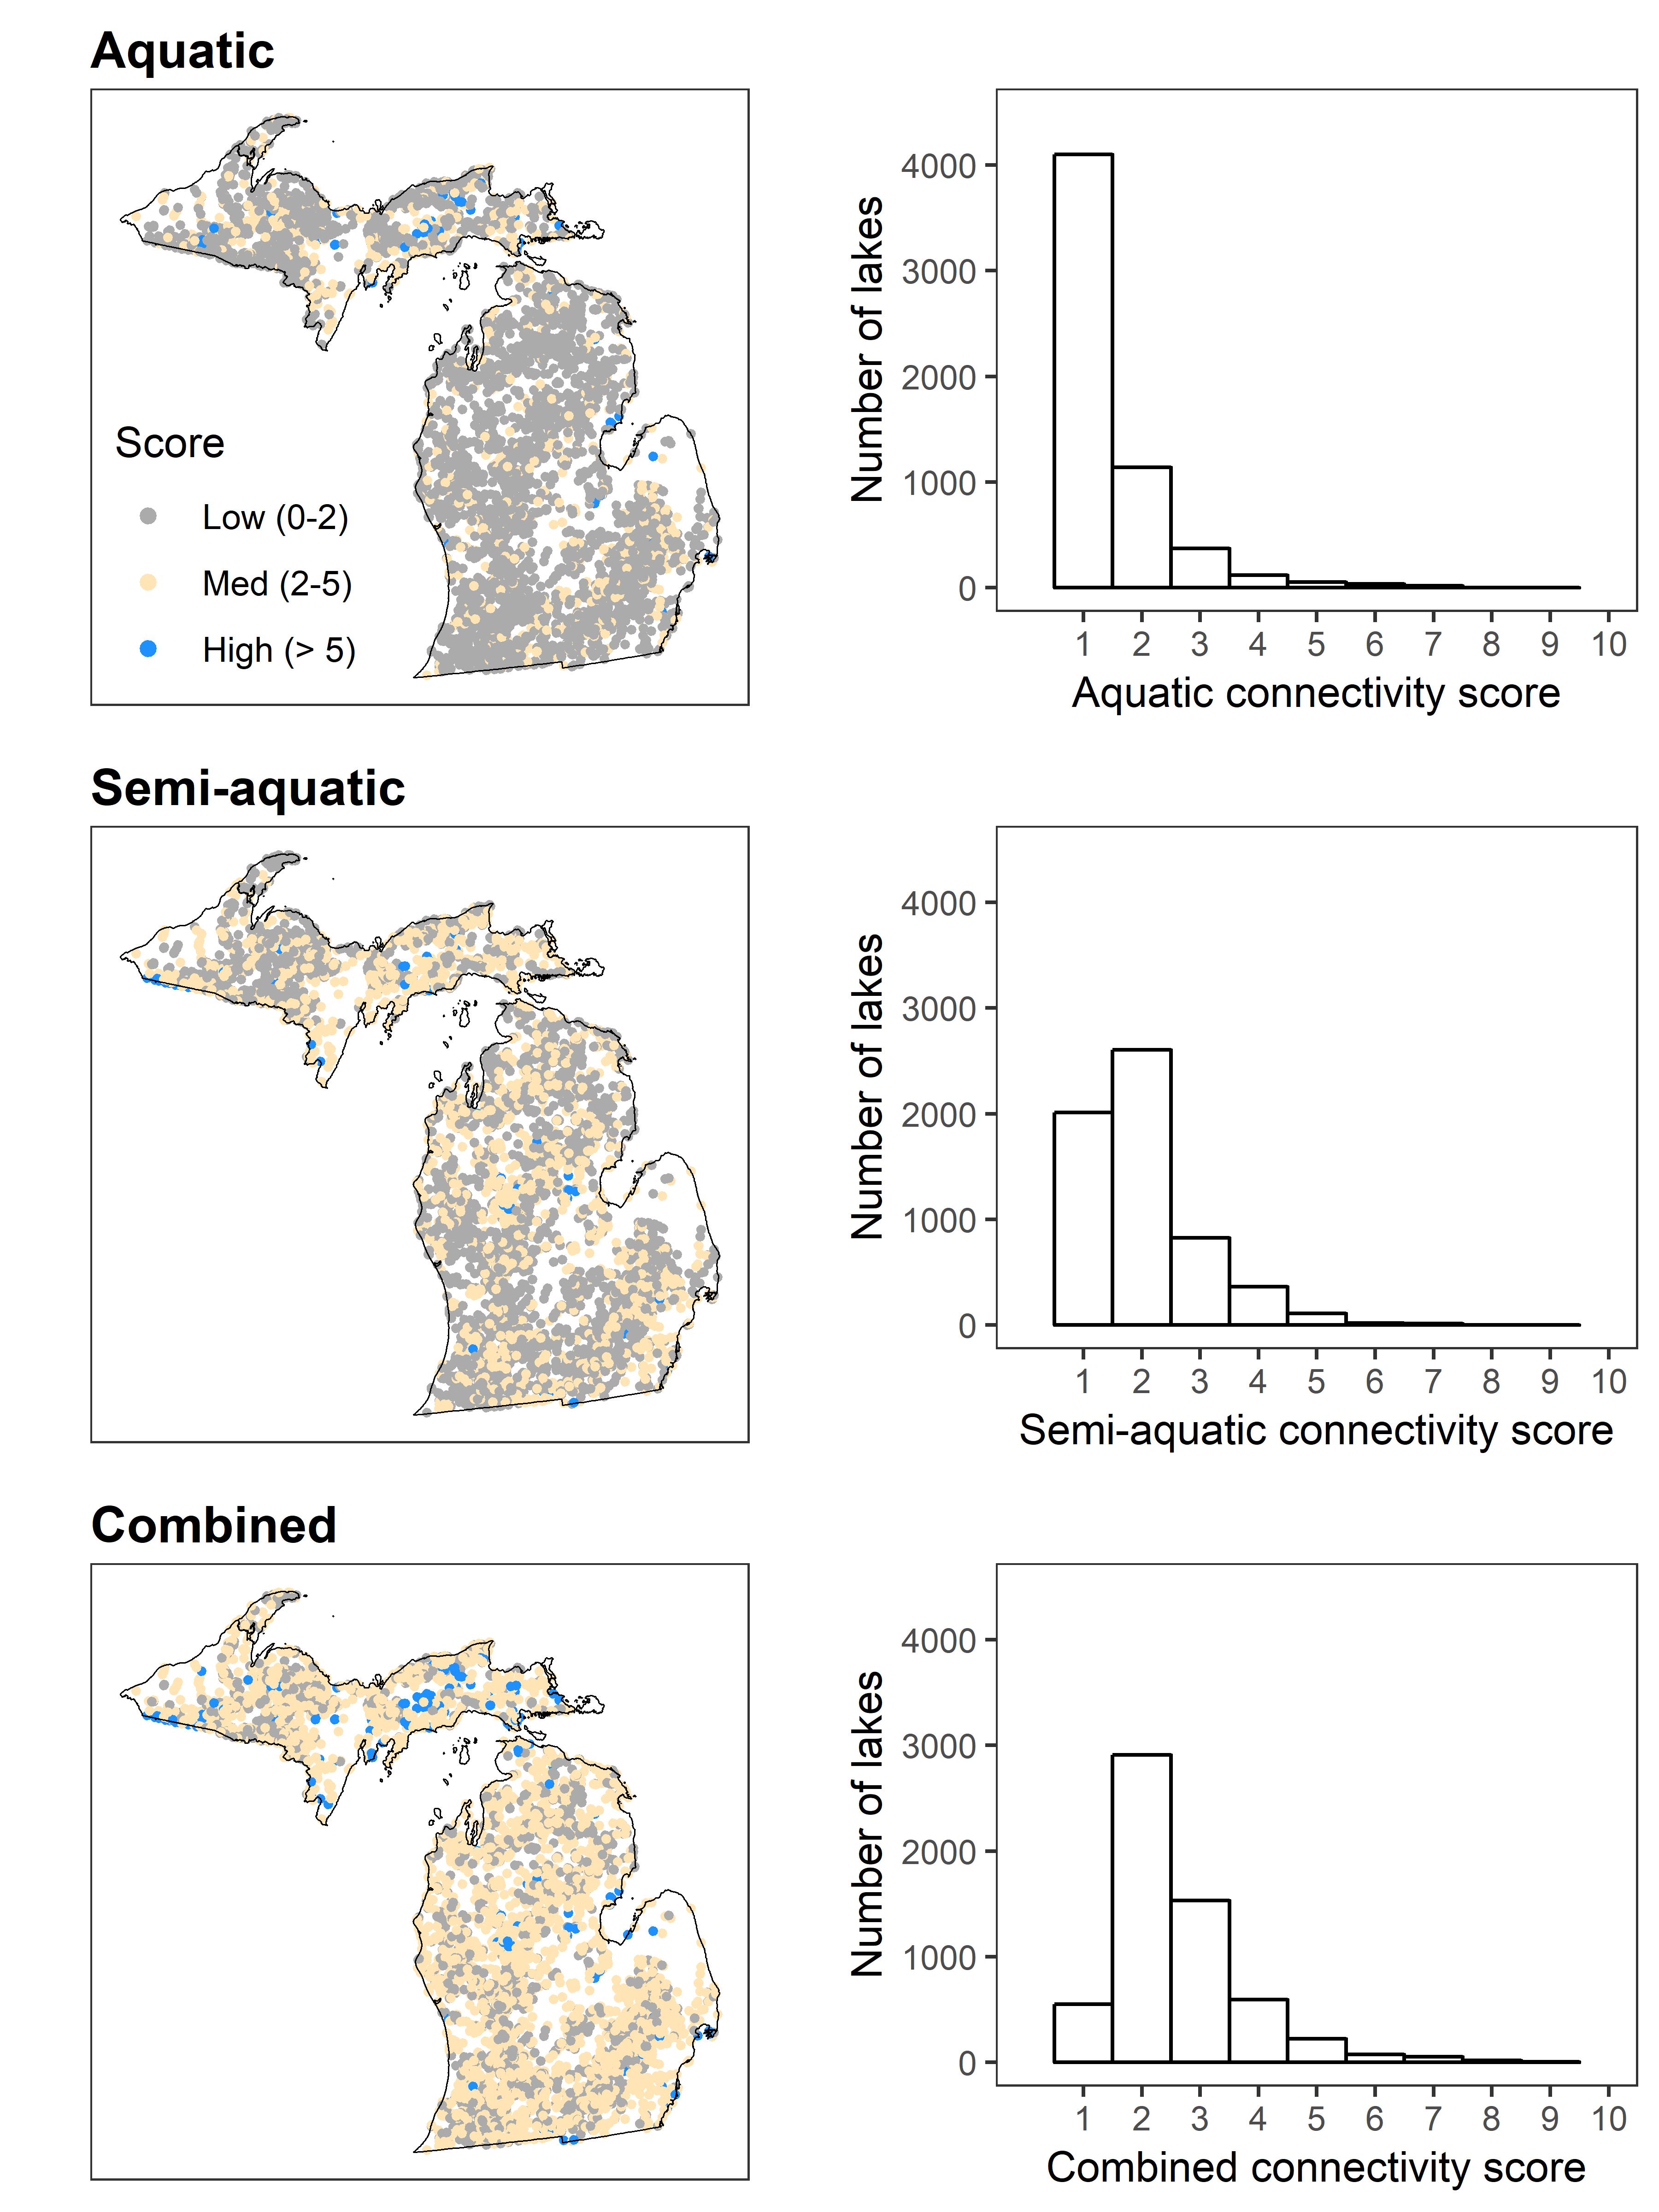 Aquatic
Score
Low (0-2)
Med (2-5)
High (> 5)
Number of lakes
4000
3000
2000
1000
0
1 2 3 4 5 6 7 8 9 10
Aquatic connectivity score
Semi-aquatic
Number of lakes
4000
3000
2000
1000
0
1 2 3 4 5 6 7 8 9 10
Semi-aquatic connectivity score
Combined
Number of lakes
4000
3000
2000
1000
0
1 2 3 4 5 6 7 8 9 10
Combined connectivity score